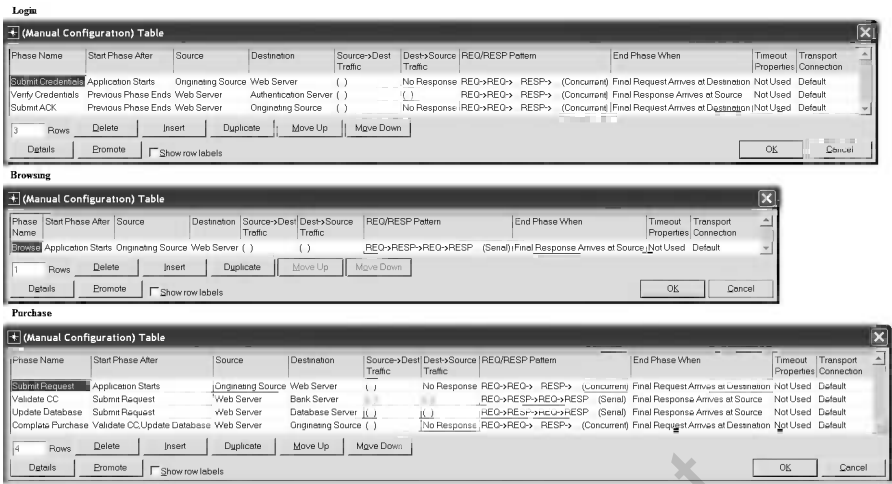 Login
(Manual Configuration) Table
Phase Name Start Phase After Source Destination Source->Dest Traffic Dest->Source Traffic REQ/RESP Pattern End Phase When Timeout Properties Transport Connection
Submit Credentials Application Starts Originating Source Web Server ( ) No Response REQ->REQ-> RESP-> (Concurrent) Final Request Arrives at Destination Not Used Default
Verify Credentials Previous Phase Ends Web Server Authentication Server ( ) ( ) REQ->REQ-> RESP-> (Concurrent) Final Response Arrives at Source Not Used Default
Submit ACK Previous Phase Ends Web Server Originating Source ( ) No Response REQ->REQ-> RESP-> (Concurrent) Final Request Arrives at Destination Not Used Default
3 Rows Delete Insert Duplicate Move Up Move Down
Details Promote Show row labels OK Cancel
Browsing
(Manual Configuration) Table
Phase Name Start Phase After Source Destination Source->Dest Traffic Dest->Source Traffic REQ/RESP Pattern End Phase When Timeout Properties Transport Connection
Browse Application Starts Originating Source Web Server ( ) ( ) REQ->RESP->REQ->RESP (Serial) Final Response Arrives at Source Not Used Default
1 Rows Delete Insert Duplicate Move Up Move Down
Details Promote Show row labels OK Cancel
Purchase
(Manual Configuration) Table
Phase Name Start Phase After Source Destination Source->Dest Traffic Dest->Source Traffic REQ/RESP Pattern End Phase When Timeout Properties Transport Connection
Submit Request Application Starts Originating Source Web Server ( ) No Response REQ->REQ-> RESP-> (Concurrent) Final Request Arrives at Destination Not Used Default
Validate CC Submit Request Web Server Bank Server REQ->RESP->REQ->RESP (Serial) Final Response Arrives at Source Not Used Default
Update Database Submit Request Web Server Database Server ( ) ( ) REQ->RESP->REQ->RESP (Serial) Final Response Arrives at Source Not Used Default
Complete Purchase Validate CC,Update Database Web Server Originating Source ( ) No Response REQ->REQ-> RESP-> (Concurrent) Final Request Arrives at Destination Not Used Default
4 Rows Delete Insert Duplicate Move Up Move Down
Details Promote Show row labels OK Cancel